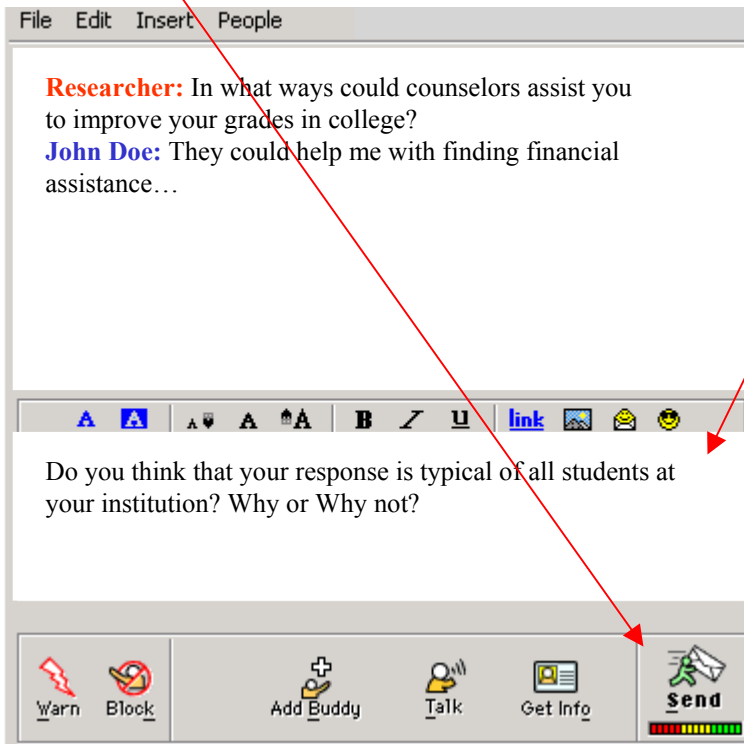 File Edit Insert People
Researcher: In what ways could counselors assist you
to improve your grades in college?
John Doe: They could help me with finding financial
assistance…
A A A A A B I U link
Do you think that your response is typical of all students at
your institution? Why or Why not?
Warn Block Add Buddy Talk Get Info Send